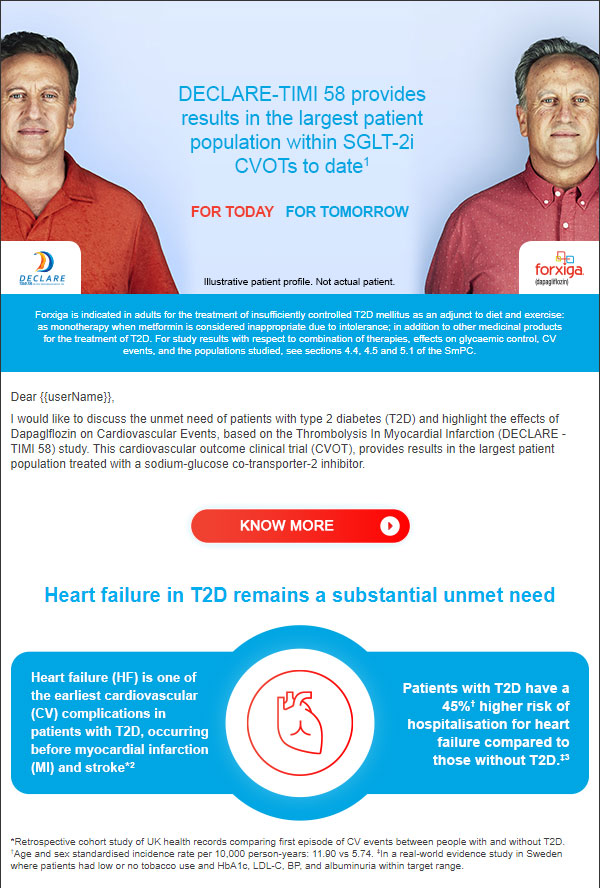 DECLARE-TIMI 58 provides
results in the largest patient
population within SGLT-2i
CVOTs to date¹
FOR TODAY FOR TOMORROW
DECLARE
forxiga.
(dapagliflozin)
Illustrative patient profile. Not actual patient.
Forxiga is indicated in adults for the treatment of insufficiently controlled T2D mellitus as an adjunct to diet and exercise:
as monotherapy when metformin is considered inappropriate due to intolerance; in addition to other medicinal products
for the treatment of T2D. For study results with respect to combination of therapies, effects on glycaemic control, CV
events, and the populations studied, see sections 4.4, 4.5 and 5.1 of the SmPC.
Dear {{userName}},
I would like to discuss the unmet need of patients with type 2 diabetes (T2D) and highlight the effects of
Dapaglflozin on Cardiovascular Events, based on the Thrombolysis In Myocardial Infarction (DECLARE -
TIMI 58) study. This cardiovascular outcome clinical trial (CVOT), provides results in the largest patient
population treated with a sodium-glucose co-transporter-2 inhibitor.
KNOW MORE
Heart failure in T2D remains a substantial unmet need
Heart failure (HF) is one of
the earliest cardiovascular
(CV) complications in
patients with T2D, occurring
before myocardial infarction
(MI) and stroke*²
Patients with T2D have a
45%† higher risk of
hospitalisation for heart
failure compared to
those without T2D.‡³
*Retrospective cohort study of UK health records comparing first episode of CV events between people with and without T2D.
†Age and sex standardised incidence rate per 10,000 person-years: 11.90 vs 5.74. ‡In a real-world evidence study in Sweden
where patients had low or no tobacco use and HbA1c, LDL-C, BP, and albuminuria within target range.